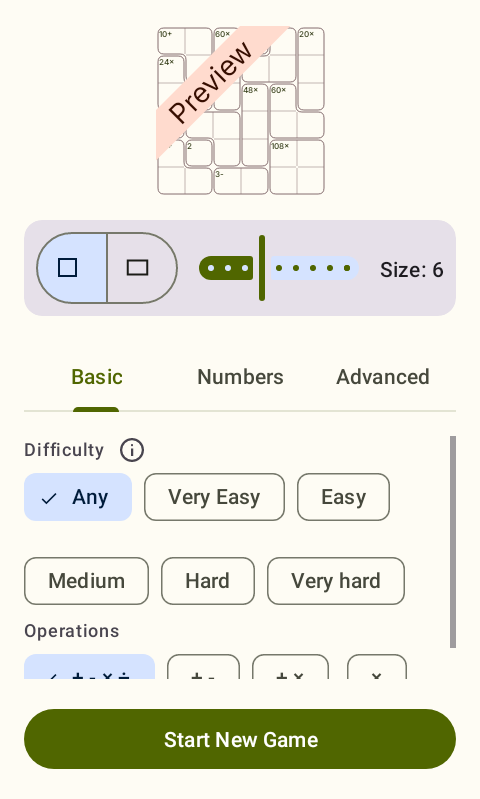 10+ 60× 20×
24×
Preview
48× 60×
2 108×
3-
Size: 6
Basic Numbers Advanced
Difficulty
Any Very Easy Easy
Medium Hard Very hard
Operations
+ - × ÷ + - + × ×
Start New Game